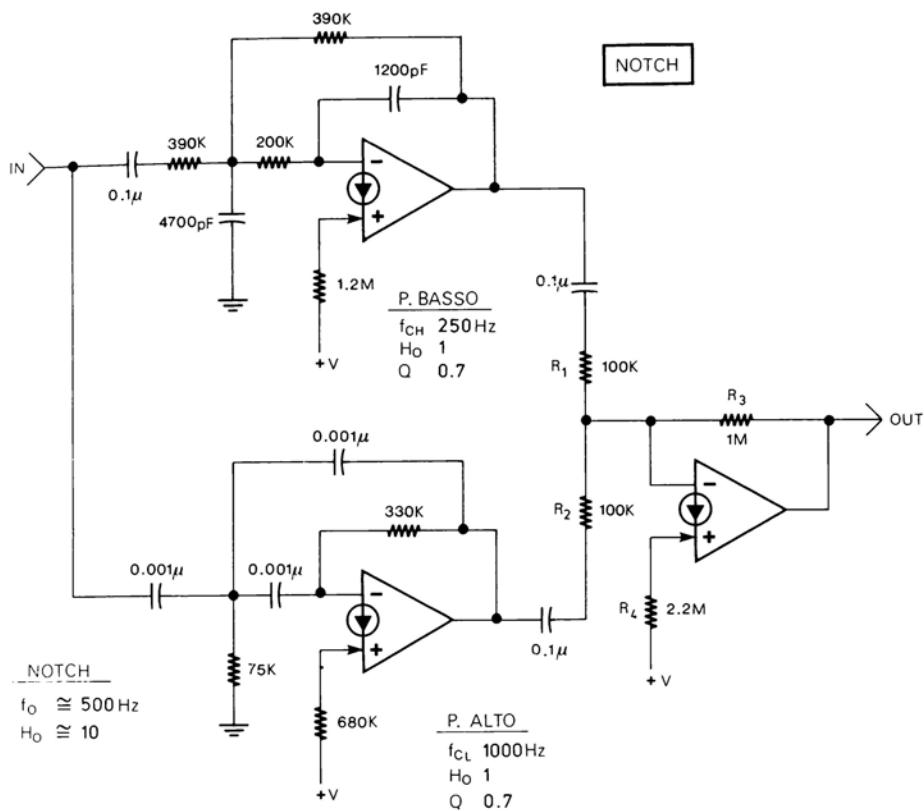 390K
NOTCH
1200pF
390K
200K
IN
0.1µ
4700pF
−
+
1.2M
+V
P. BASSO
fCH 250Hz
HO 1
Q 0.7
0.1µ
R1 100K
R3
1M
OUT
0.001µ
330K
R2 100K
−
+
0.001µ
0.001µ
−
+
75K
0.1µ
R4 2.2M
+V
NOTCH
fO ≅ 500Hz
HO ≅ 10
680K
+V
P. ALTO
fCL 1000Hz
HO 1
Q 0.7